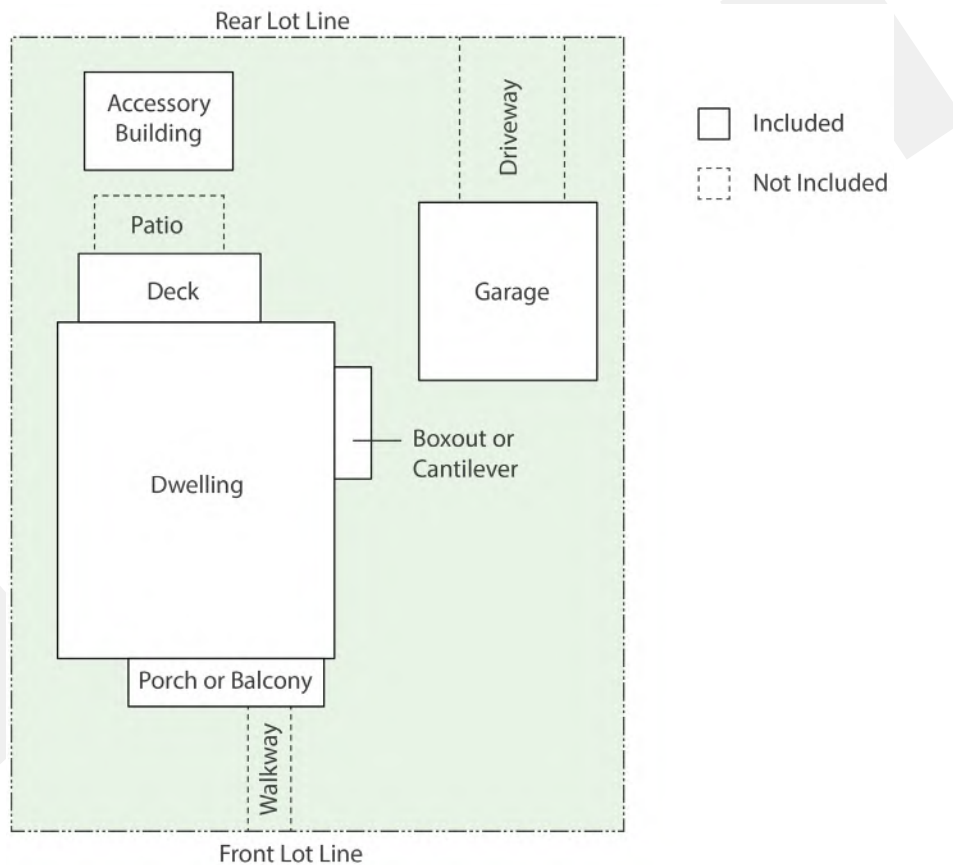 Rear Lot Line
Accessory
Building
Driveway
Included
Not Included
Patio
Deck
Garage
Boxout or
Cantilever
Dwelling
Porch or Balcony
Walkway
Front Lot Line